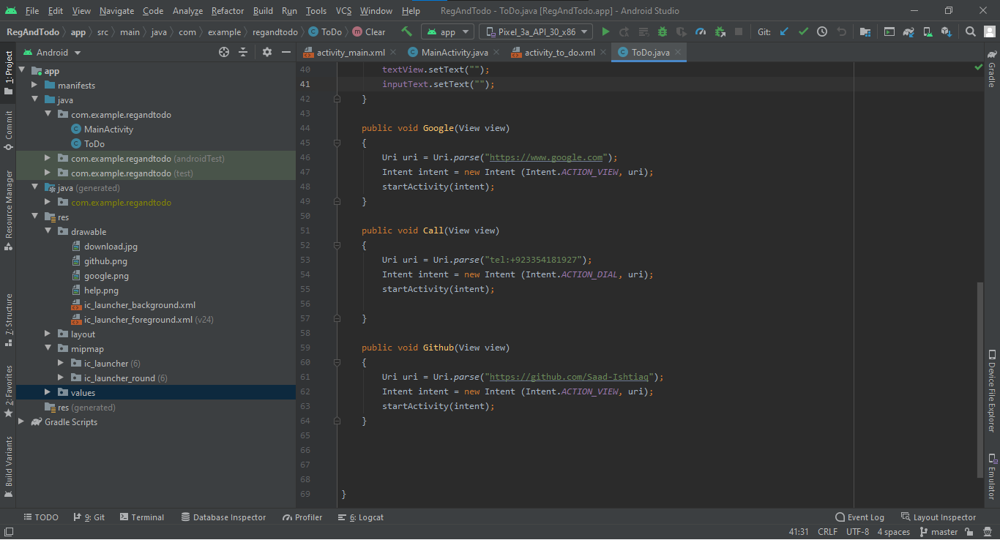 File Edit View Navigate Code Analyze Refactor Build Run Tools VCS Window Help RegAndTodo - ToDo.java [RegAndTodo.app] - Android Studio
RegAndTodo app src main java com example regandtodo ToDo Clear app Pixel_3a_API_30_x86 Git:
Android
activity_main.xml MainActivity.java activity_to_do.xml ToDo.java
1: Project
Commit
Resource Manager
7: Structure
2: Favorites
Build Variants
app
manifests
java
com.example.regandtodo
MainActivity
ToDo
com.example.regandtodo (androidTest)
com.example.regandtodo (test)
java (generated)
com.example.regandtodo
res
drawable
download.jpg
github.png
google.png
help.png
ic_launcher_background.xml
ic_launcher_foreground.xml (v24)
layout
mipmap
ic_launcher (6)
ic_launcher_round (6)
values
res (generated)
Gradle Scripts
40 textView.setText("");
41 inputText.setText("");
42 }
43
44 public void Google(View view)
45 {
46 Uri uri = Uri.parse("https://www.google.com");
47 Intent intent = new Intent (Intent.ACTION_VIEW, uri);
48 startActivity(intent);
49 }
50
51 public void Call(View view)
52 {
53 Uri uri = Uri.parse("tel:+923354181927");
54 Intent intent = new Intent (Intent.ACTION_DIAL, uri);
55 startActivity(intent);
56
57 }
58
59 public void Github(View view)
60 {
61 Uri uri = Uri.parse("https://github.com/Saad-Ishtiaq");
62 Intent intent = new Intent (Intent.ACTION_VIEW, uri);
63 startActivity(intent);
64 }
65
66
67
68
69 }
Gradle
Device File Explorer
Emulator
TODO 9: Git Terminal Database Inspector Profiler 6: Logcat Event Log Layout Inspector
41:31 CRLF UTF-8 4 spaces master